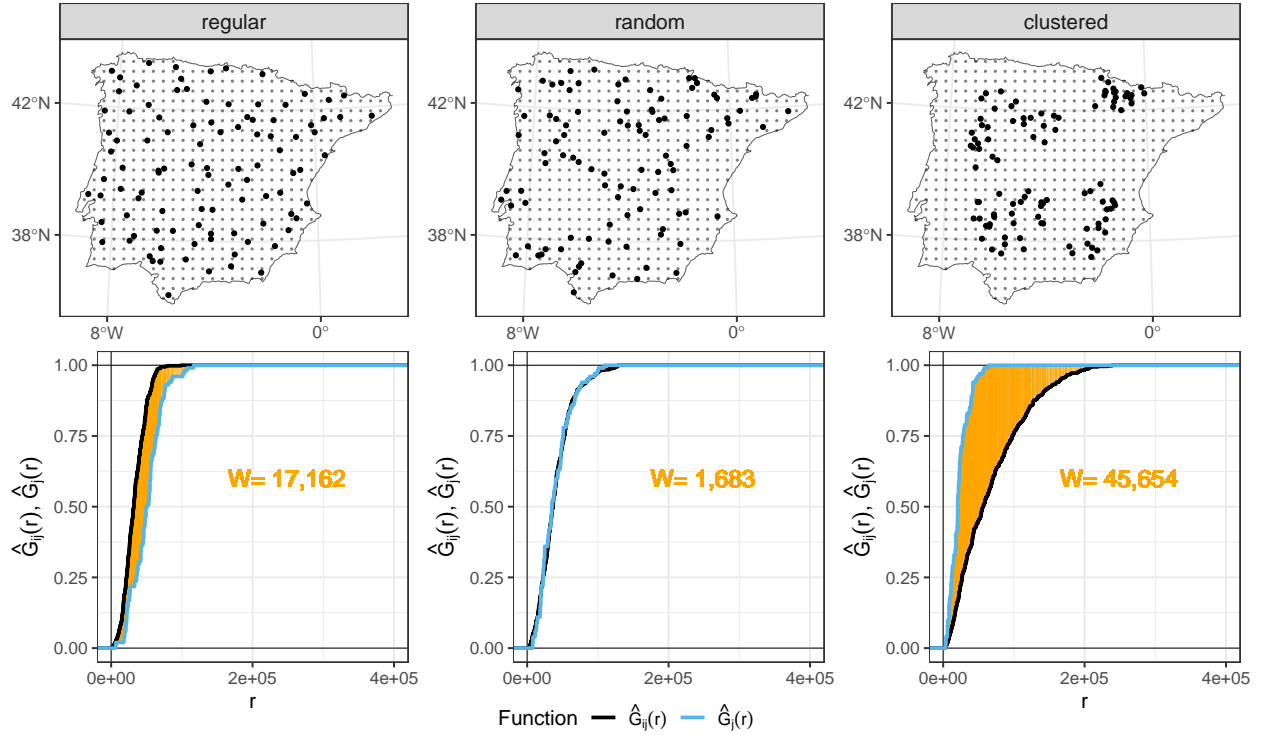 regular random clustered
42°N 42°N 42°N
38°N 38°N 38°N
8°W 0° 8°W 0° 8°W 0°
1.00 1.00 1.00
0.75 0.75 0.75
W= 17,162 W= 1,683 W= 45,654
0.50 0.50 0.50
0.25 0.25 0.25
0.00 0.00 0.00
Ĝij(r), Ĝj(r) Ĝij(r), Ĝj(r) Ĝij(r), Ĝj(r)
0e+00 2e+05 4e+05 0e+00 2e+05 4e+05 0e+00 2e+05 4e+05
r r
Function Ĝij(r) Ĝj(r)